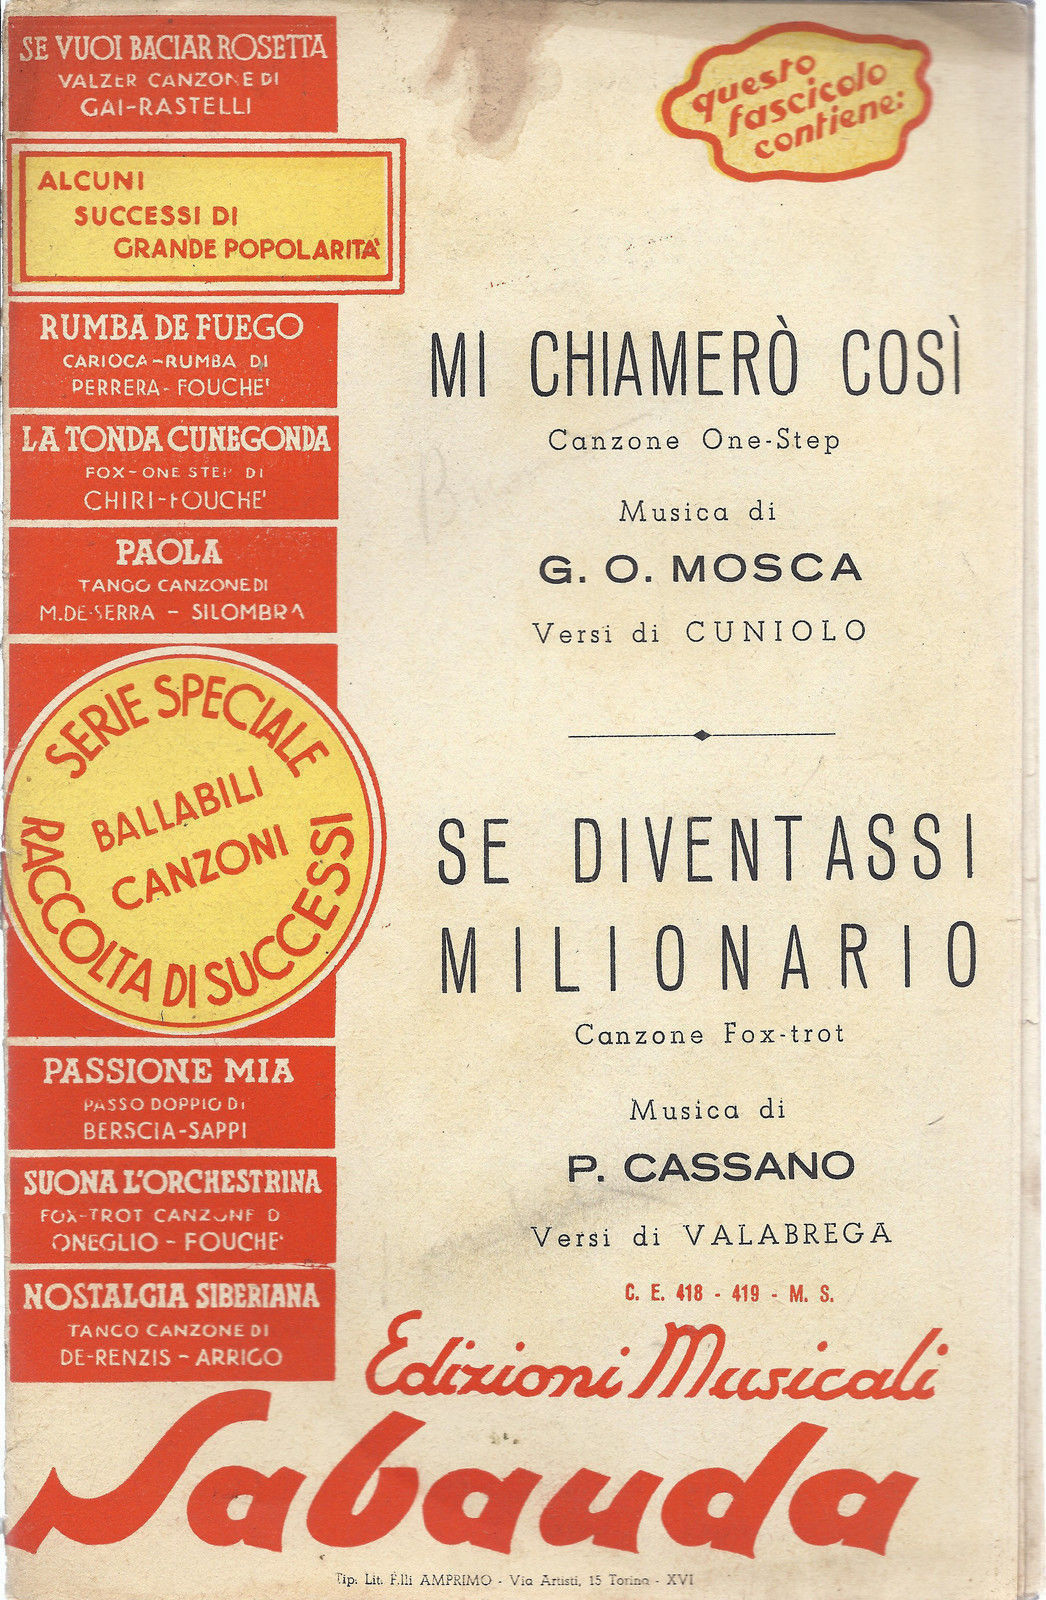 SE VUOI BACIAR ROSETTA
VALZER CANZONE DI
GAI-RASTELLI
ALCUNI
SUCCESSI DI
GRANDE POPOLARITA'
RUMBA DE FUEGO
CARIOCA-RUMBA DI
PERRERA-FOUCHE'
LA TONDA CUNEGONDA
FOX-ONE STEP DI
CHIRI-FOUCHE'
PAOLA
TANGO CANZONE DI
M.DE-SERRA - SILOMBRA
SERIE SPECIALE
BALLABILI
CANZONI
RACCOLTA DI SUCCESSI
PASSIONE MIA
PASSO DOPPIO DI
BERSCIA-SAPPI
SUONA L'ORCHESTRINA
FOX-TROT CANZONE D
ONEGLIO - FOUCHE'
NOSTALGIA SIBERIANA
TANGO CANZONE DI
DE-RENZIS - ARRIGO
questo
fascicolo
contiene:
MI CHIAMERÒ COSÌ
Canzone One-Step
Musica di
G. O. MOSCA
Versi di CUNIOLO
SE DIVENTASSI
MILIONARIO
Canzone Fox-trot
Musica di
P. CASSANO
Versi di VALABREGA
C. E. 418 - 419 - M. S.
Edizioni Musicali
Sabauda
Tip. Lit. F.lli AMPRIMO - Via Artisti, 15 Torino - XVI